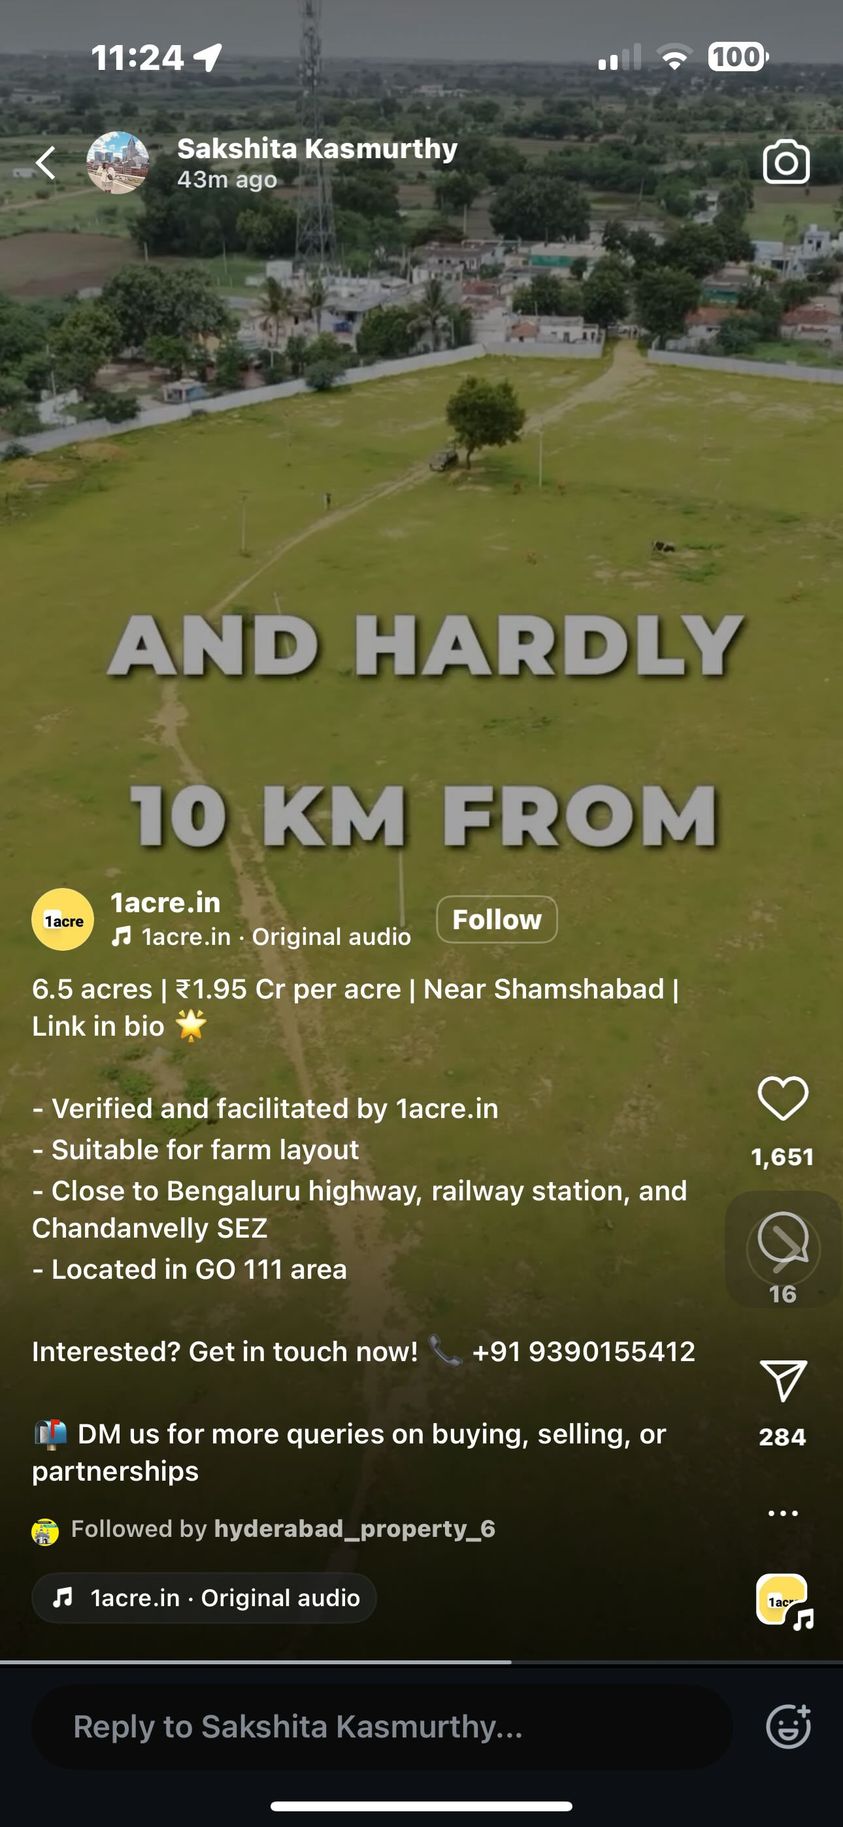 11:24
100
Sakshita Kasmurthy
43m ago
AND HARDLY
10 KM FROM
1acre
1acre.in
1acre.in · Original audio
Follow
6.5 acres | ₹1.95 Cr per acre | Near Shamshabad |
Link in bio 🌟
- Verified and facilitated by 1acre.in
- Suitable for farm layout
- Close to Bengaluru highway, railway station, and
Chandanvelly SEZ
- Located in GO 111 area
1,651
16
Interested? Get in touch now! 📞 +91 9390155412
📬 DM us for more queries on buying, selling, or
partnerships
284
Followed by hyderabad_property_6
1acre.in · Original audio
Reply to Sakshita Kasmurthy...